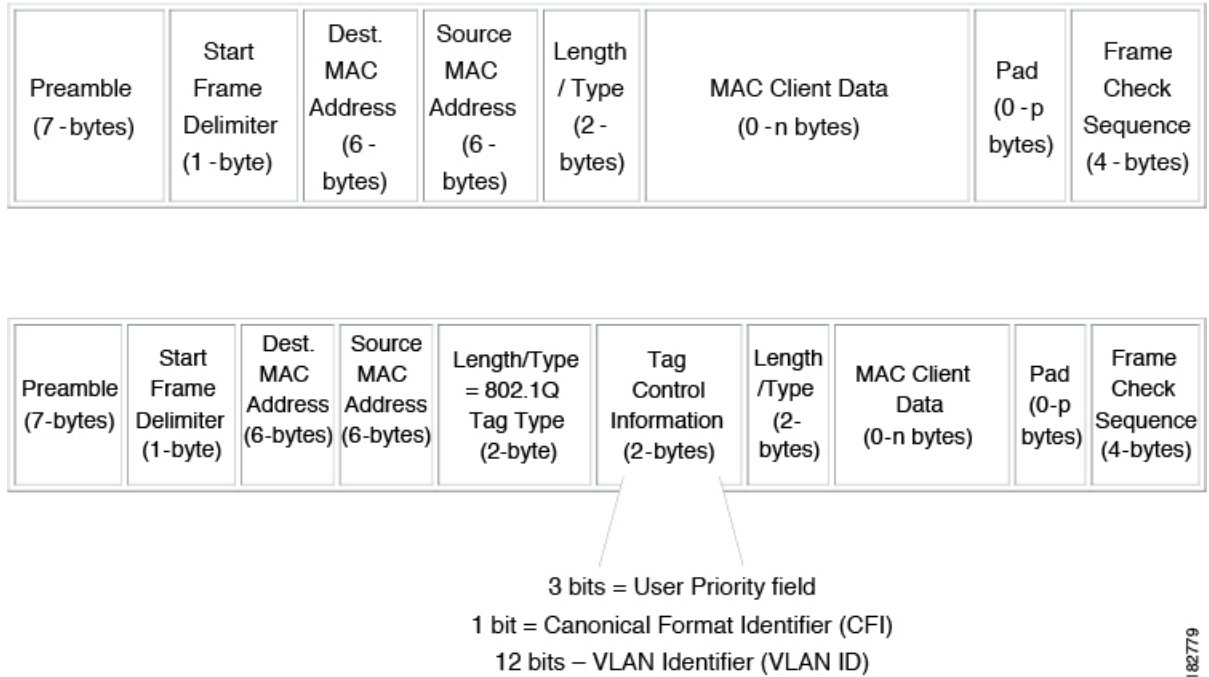 Preamble
(7 -bytes)
Start
Frame
Delimiter
(1 -byte)
Dest.
MAC
Address
(6 -
bytes)
Source
MAC
Address
(6 -
bytes)
Length
/ Type
(2 -
bytes)
MAC Client Data
(0 -n bytes)
Pad
(0 -p
bytes)
Frame
Check
Sequence
(4 - bytes)
Preamble
(7-bytes)
Start
Frame
Delimiter
(1-byte)
Dest.
MAC
Address
(6-bytes)
Source
MAC
Address
(6-bytes)
Length/Type
= 802.1Q
Tag Type
(2-byte)
Tag
Control
Information
(2-bytes)
Length
/Type
(2-
bytes)
MAC Client
Data
(0-n bytes)
Pad
(0-p
bytes)
Frame
Check
Sequence
(4-bytes)
3 bits = User Priority field
1 bit = Canonical Format Identifier (CFI)
12 bits – VLAN Identifier (VLAN ID)
182779